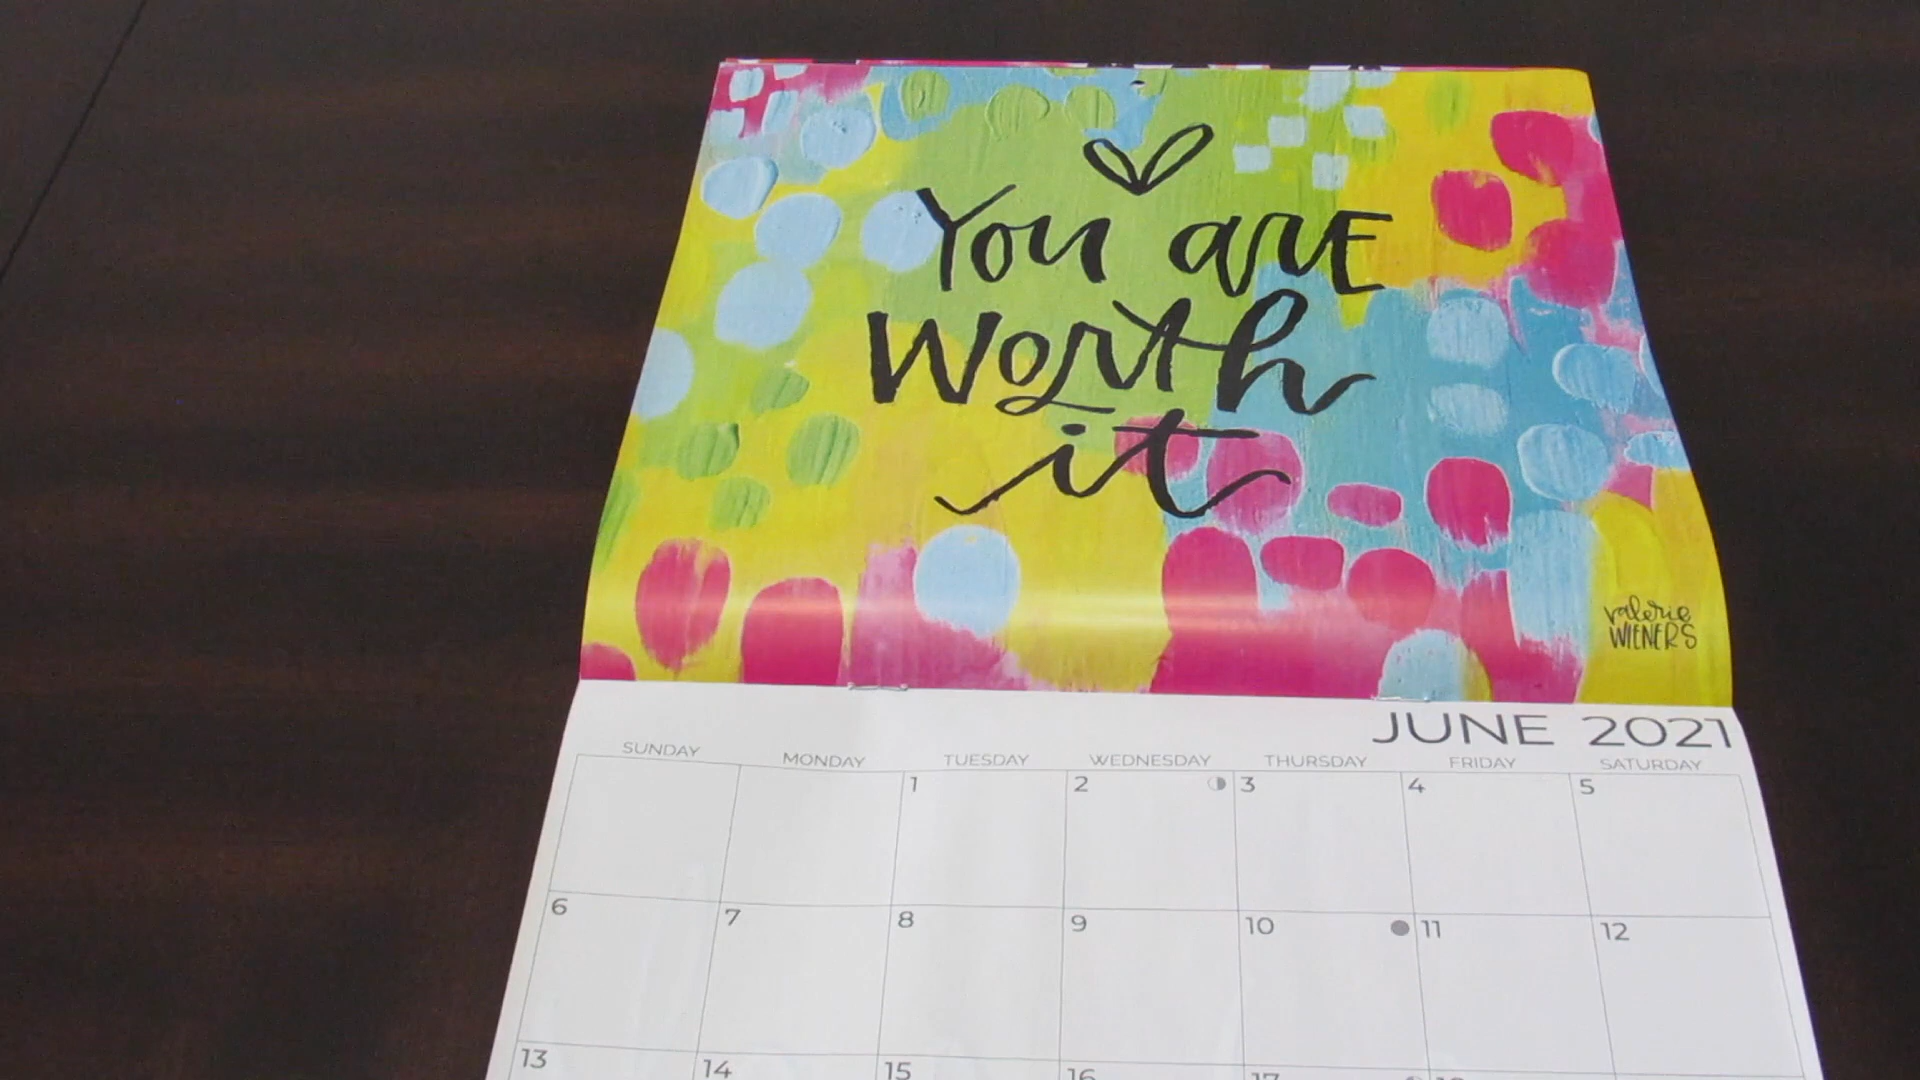 You are
Worth
it
valerie
WIENERS
JUNE 2021
SUNDAY MONDAY TUESDAY WEDNESDAY THURSDAY FRIDAY SATURDAY
1 2 3 4 5
6 7 8 9 10 11 12
13 14 15 16 17